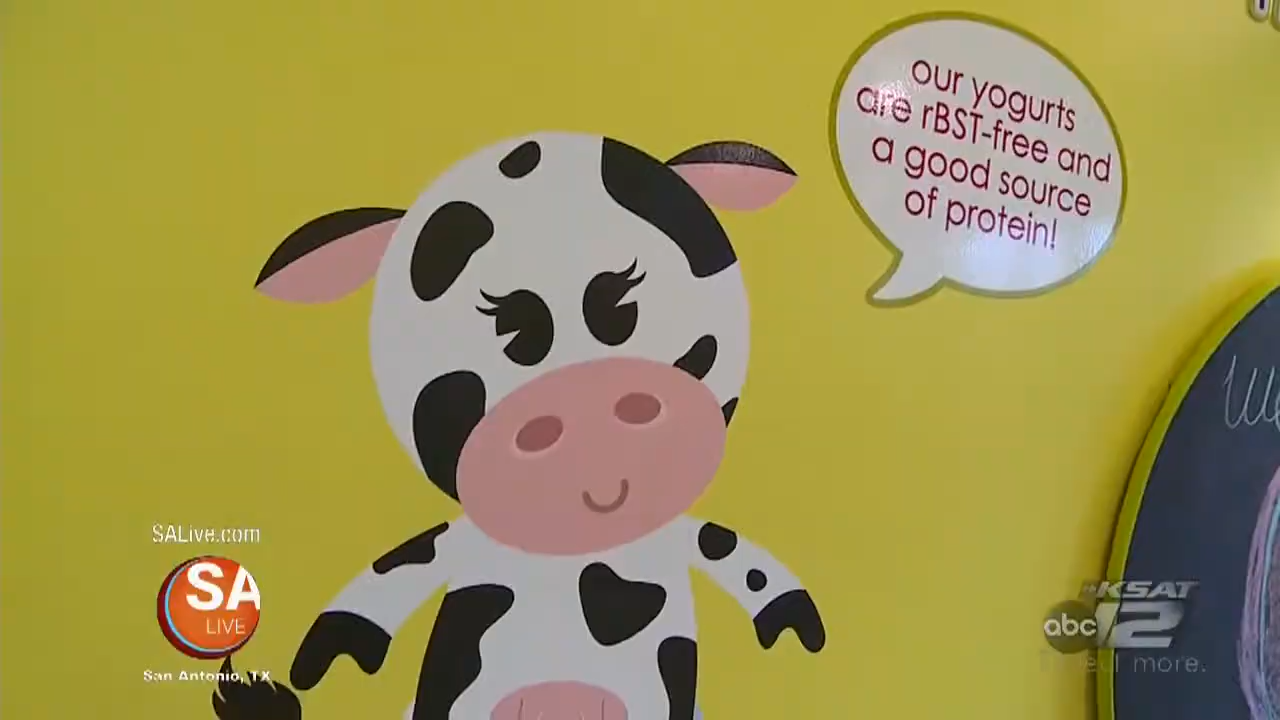 our yogurts
are rBST-free and
a good source
of protein!
SALive.com
SA
LIVE
San Antonio, TX
KSAT
abc 12
more.